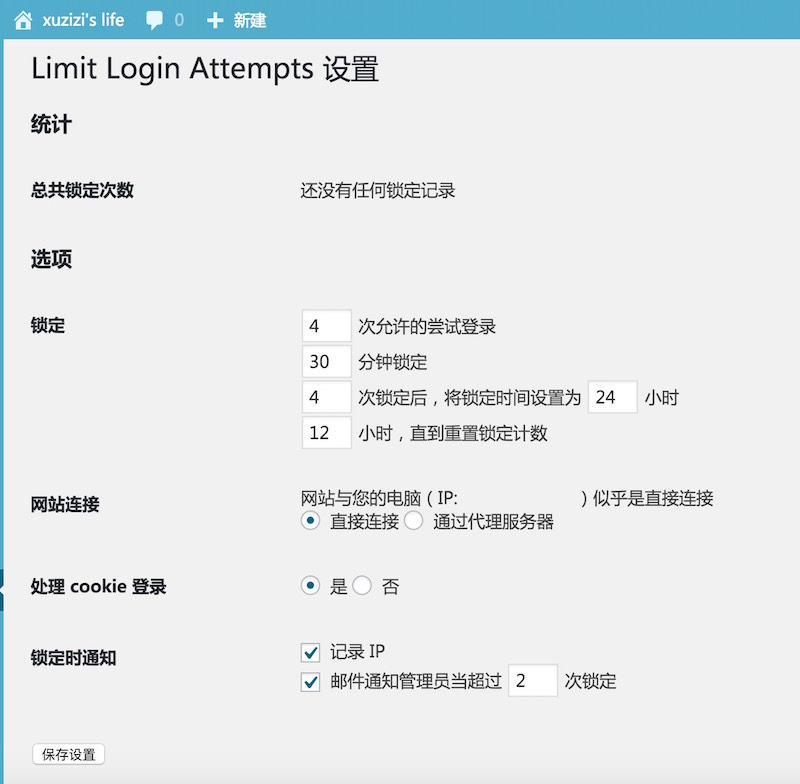 xuzizi's life 0 新建
Limit Login Attempts 设置
统计
总共锁定次数 还没有任何锁定记录
选项
锁定 4 次允许的尝试登录
30 分钟锁定
4 次锁定后，将锁定时间设置为 24 小时
12 小时，直到重置锁定计数
网站连接 网站与您的电脑 ( IP: ) 似乎是直接连接
直接连接 通过代理服务器
处理 cookie 登录 是 否
锁定时通知 记录 IP
邮件通知管理员当超过 2 次锁定
保存设置